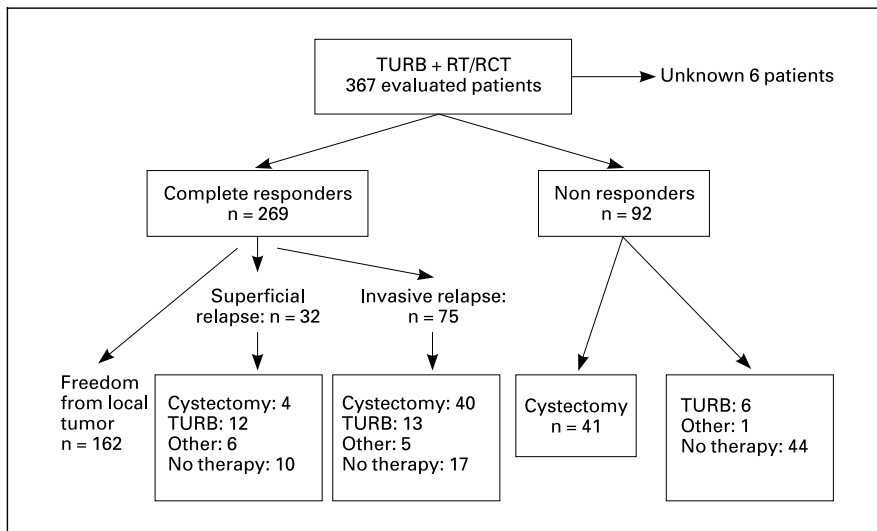 TURB + RT/RCT
367 evaluated patients
Unknown 6 patients
Complete responders
n = 269
Non responders
n = 92
Superficial
relapse: n = 32
Invasive relapse:
n = 75
Freedom
from local
tumor
n = 162
Cystectomy: 4
TURB: 12
Other: 6
No therapy: 10
Cystectomy: 40
TURB: 13
Other: 5
No therapy: 17
Cystectomy
n = 41
TURB: 6
Other: 1
No therapy: 44